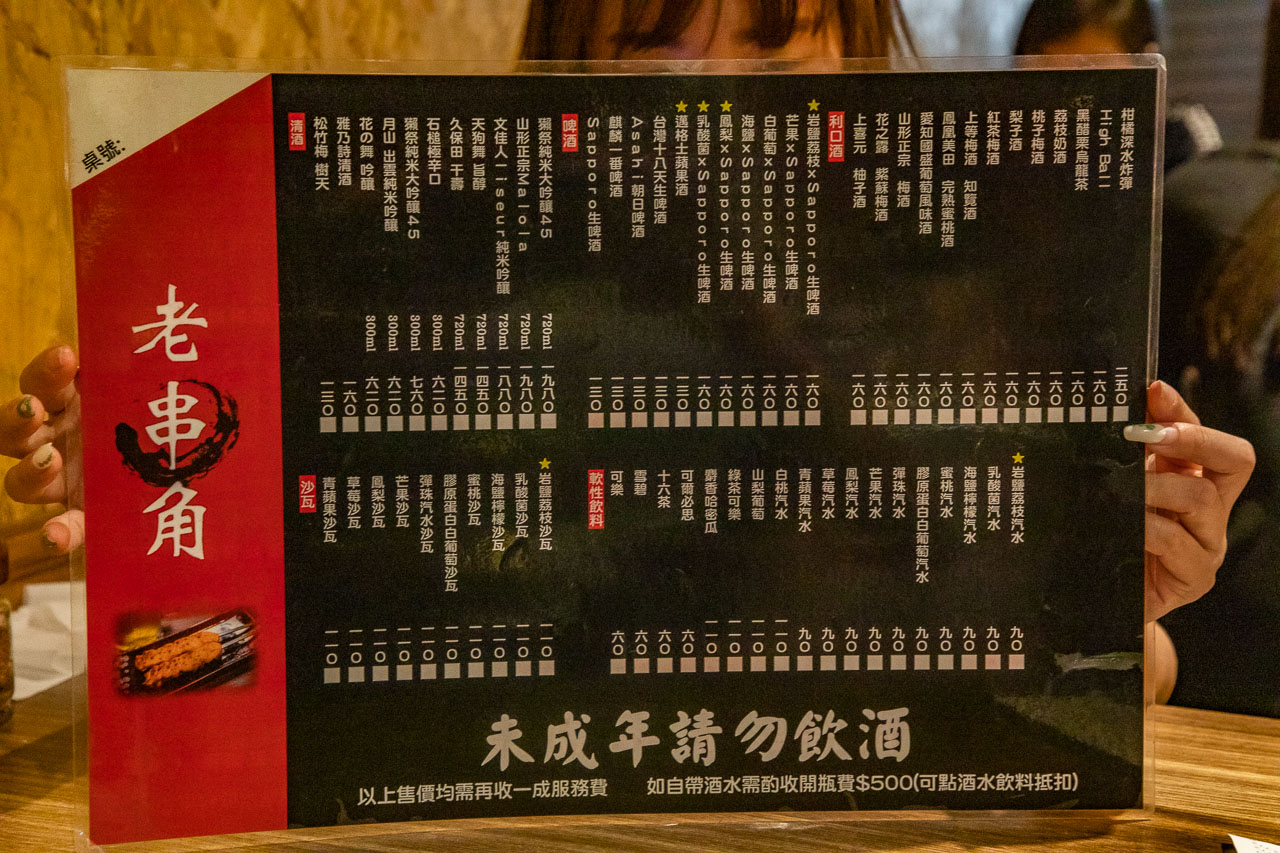 桌號:
老串角
清酒
松竹梅 樹天 一三〇
雅乃詩清酒 一六〇
花の舞 吟釀 300ml 六二〇
月山 出雲純米吟釀 300ml 六二〇
獺祭純米大吟釀45 300ml 七六〇
石槌極辛口 300ml 六二〇
久保田 千壽 720ml 一四五〇
天狗舞 旨醇 720ml 一四五〇
文佳人 liseur純米吟釀 700ml 一八八〇
山形正宗Malola 720ml 一九八〇
獺祭純米大吟釀45 720ml 一九八〇
啤酒
Sapporo生啤酒 一三〇
麒麟一番啤酒 一三〇
Asahi朝日啤酒 一三〇
台灣十八天生啤酒 一三〇
★邁格士蘋果酒 一三〇
★乳酸菌xSapporo生啤酒 一六〇
★鳳梨xSapporo生啤酒 一六〇
海鹽xSapporo生啤酒 一六〇
白葡萄xSapporo生啤酒 一六〇
芒果xSapporo生啤酒 一六〇
★岩鹽荔枝xSapporo生啤酒 一六〇
利口酒
上喜元 柚子酒 一六〇
花之露 紫蘇梅酒 一六〇
山形正宗 梅酒 一六〇
愛知國盛葡萄風味酒 一六〇
鳳凰美田 完熟蜜桃酒 一六〇
上等梅酒 知覽酒 一六〇
紅茶梅酒 一六〇
梨子酒 一六〇
桃子梅酒 一六〇
荔枝奶酒 一六〇
黑醋栗烏龍茶 一六〇
High Ball 一六〇
柑橘深水炸彈 二五〇
沙瓦
青蘋果沙瓦 一一〇
草莓沙瓦 一一〇
鳳梨沙瓦 一一〇
芒果沙瓦 一一〇
彈珠汽水沙瓦 一一〇
膠原蛋白白葡萄沙瓦 一一〇
蜜桃沙瓦 一一〇
海鹽檸檬沙瓦 一一〇
乳酸菌沙瓦 一一〇
★岩鹽荔枝沙瓦 一一〇
軟性飲料
可樂 六〇
雪碧 六〇
十六茶 六〇
可爾必思 六〇
麝香哈密瓜 一一〇
綠茶可樂 一一〇
山梨葡萄 一一〇
白桃汽水 一一〇
青蘋果汽水 九〇
草莓汽水 九〇
鳳梨汽水 九〇
芒果汽水 九〇
彈珠汽水 九〇
膠原蛋白白葡萄汽水 九〇
蜜桃汽水 九〇
海鹽檸檬汽水 九〇
乳酸菌汽水 九〇
★岩鹽荔枝汽水 九〇
未成年請勿飲酒
以上售價均需再收一成服務費 如自帶酒水需酌收開瓶費$500(可點酒水飲料抵扣)